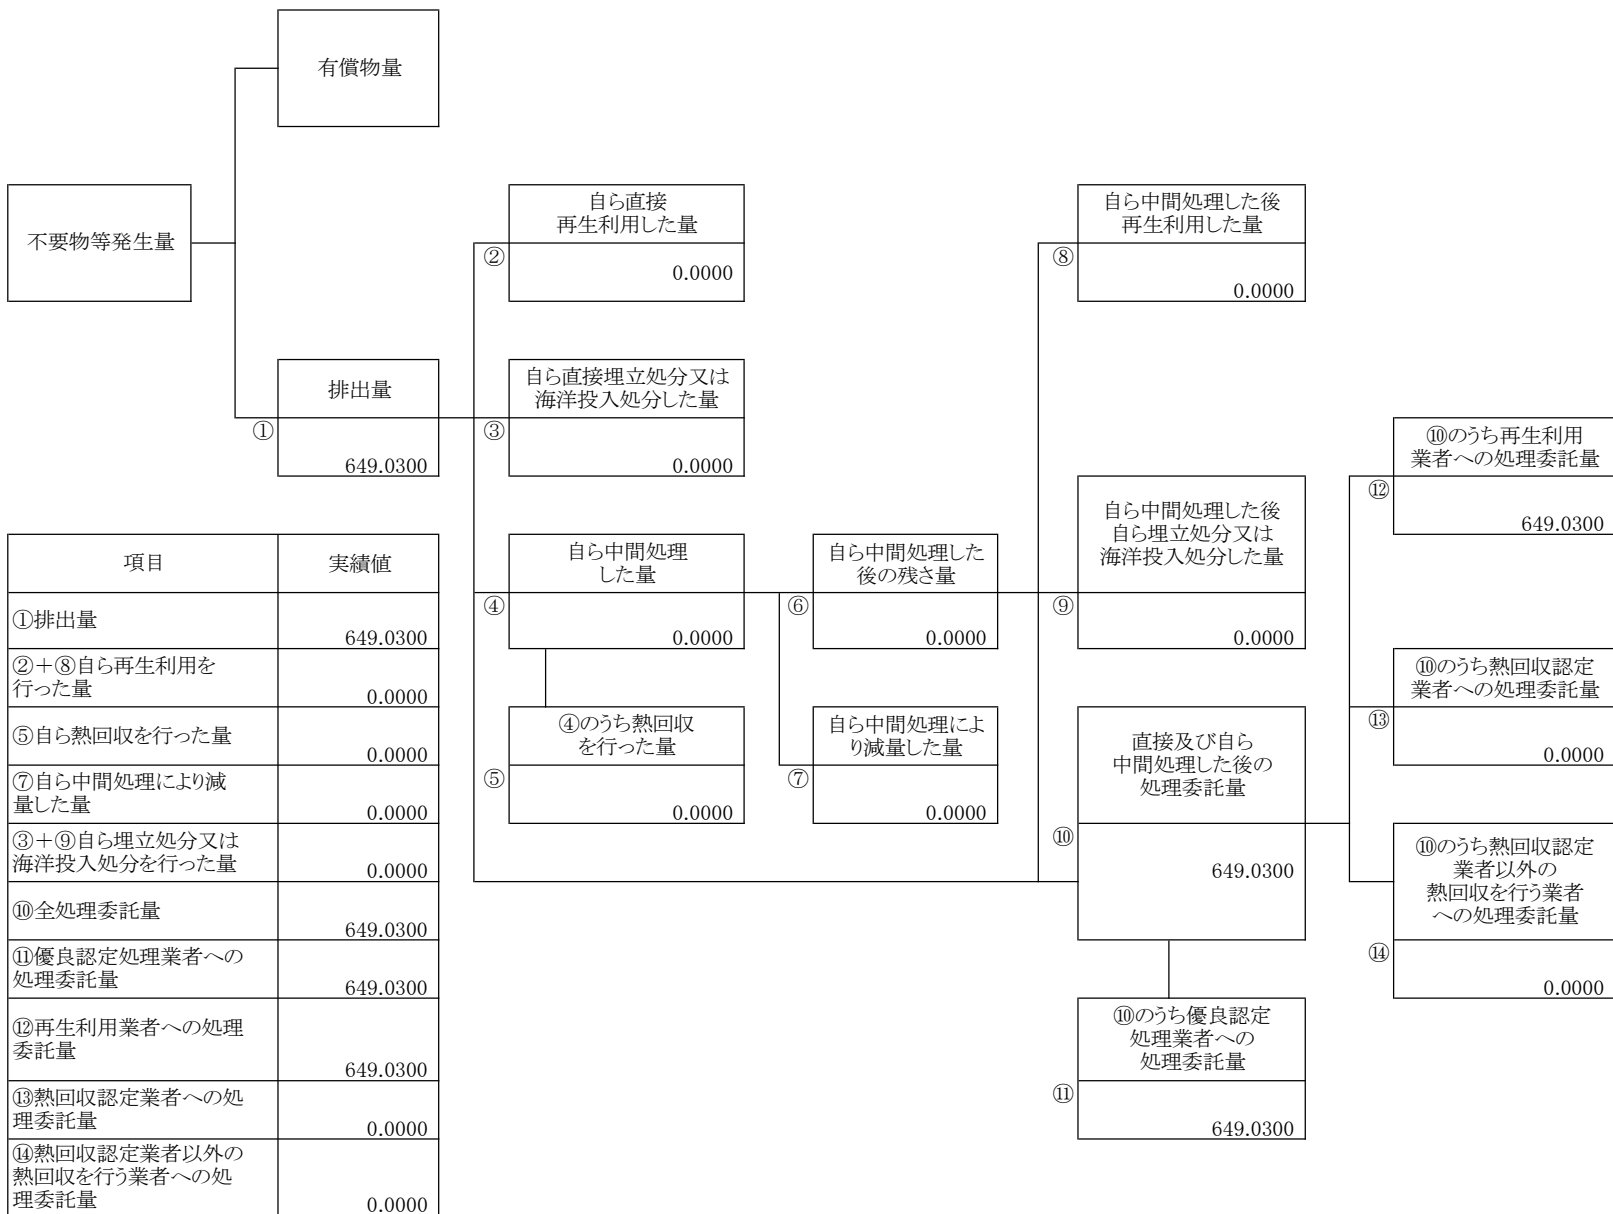 有償物量
不要物等発生量
自ら直接
再生利用した量
②
0.0000
自ら中間処理した後
再生利用した量
⑧
0.0000
排出量
①
649.0300
自ら直接埋立処分又は
海洋投入処分した量
③
0.0000
⑩のうち再生利用
業者への処理委託量
⑫
649.0300
自ら中間処理した後
自ら埋立処分又は
海洋投入処分した量
⑨
0.0000
自ら中間処理
した量
④
0.0000
自ら中間処理した
後の残さ量
⑥
0.0000
⑩のうち熱回収認定
業者への処理委託量
⑬
0.0000
④のうち熱回収
を行った量
⑤
0.0000
自ら中間処理によ
り減量した量
⑦
0.0000
直接及び自ら
中間処理した後の
処理委託量
⑩
649.0300
⑩のうち熱回収認定
業者以外の
熱回収を行う業者
への処理委託量
⑭
0.0000
⑩のうち優良認定
処理業者への
処理委託量
⑪
649.0300
項目 実績値
①排出量
649.0300
②+⑧自ら再生利用を
行った量
0.0000
⑤自ら熱回収を行った量
0.0000
⑦自ら中間処理により減
量した量
0.0000
③+⑨自ら埋立処分又は
海洋投入処分を行った量
0.0000
⑩全処理委託量
649.0300
⑪優良認定処理業者への
処理委託量
649.0300
⑫再生利用業者への処理
委託量
649.0300
⑬熱回収認定業者への処
理委託量
0.0000
⑭熱回収認定業者以外の
熱回収を行う業者への処
理委託量
0.0000